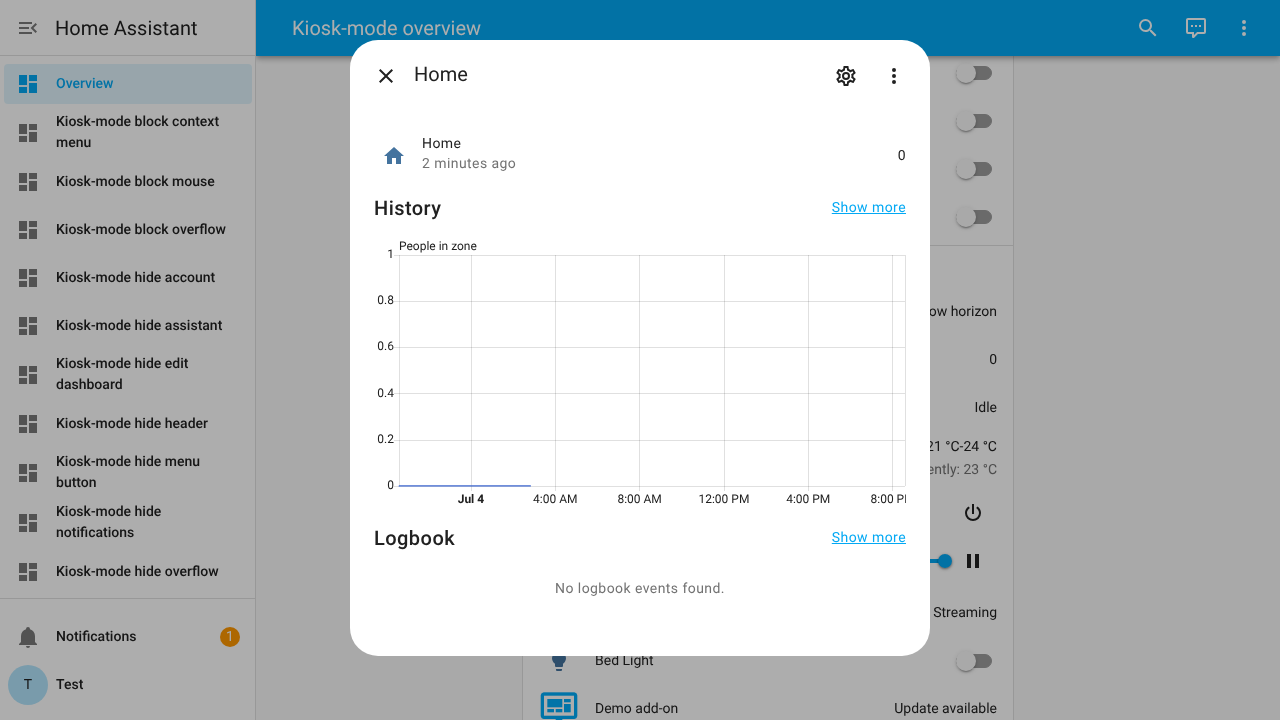 Home Assistant
Kiosk-mode overview
Overview
Kiosk-mode block context
menu
Kiosk-mode block mouse
Kiosk-mode block overflow
Kiosk-mode hide account
Kiosk-mode hide assistant
Kiosk-mode hide edit
dashboard
Kiosk-mode hide header
Kiosk-mode hide menu
button
Kiosk-mode hide
notifications
Kiosk-mode hide overflow
Notifications
1
T
Test
Home
Home
2 minutes ago
0
History
Show more
People in zone
1
0.8
0.6
0.4
0.2
0
Jul 4
4:00 AM
8:00 AM
12:00 PM
4:00 PM
8:00 P
Logbook
Show more
No logbook events found.
ow horizon
0
Idle
21 °C-24 °C
ently: 23 °C
Streaming
Bed Light
Demo add-on
Update available